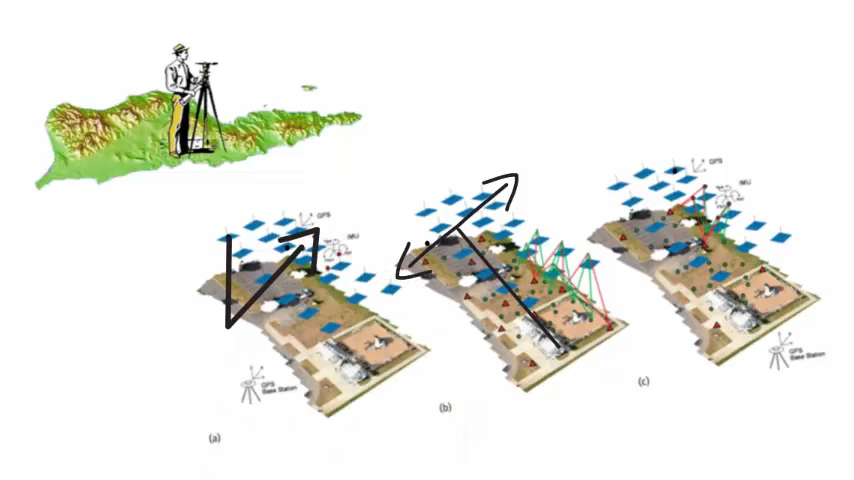 GPS
GPS
IMU
IMU
GPS
Base Station
GPS
Base Station
(a)
(b)
(c)